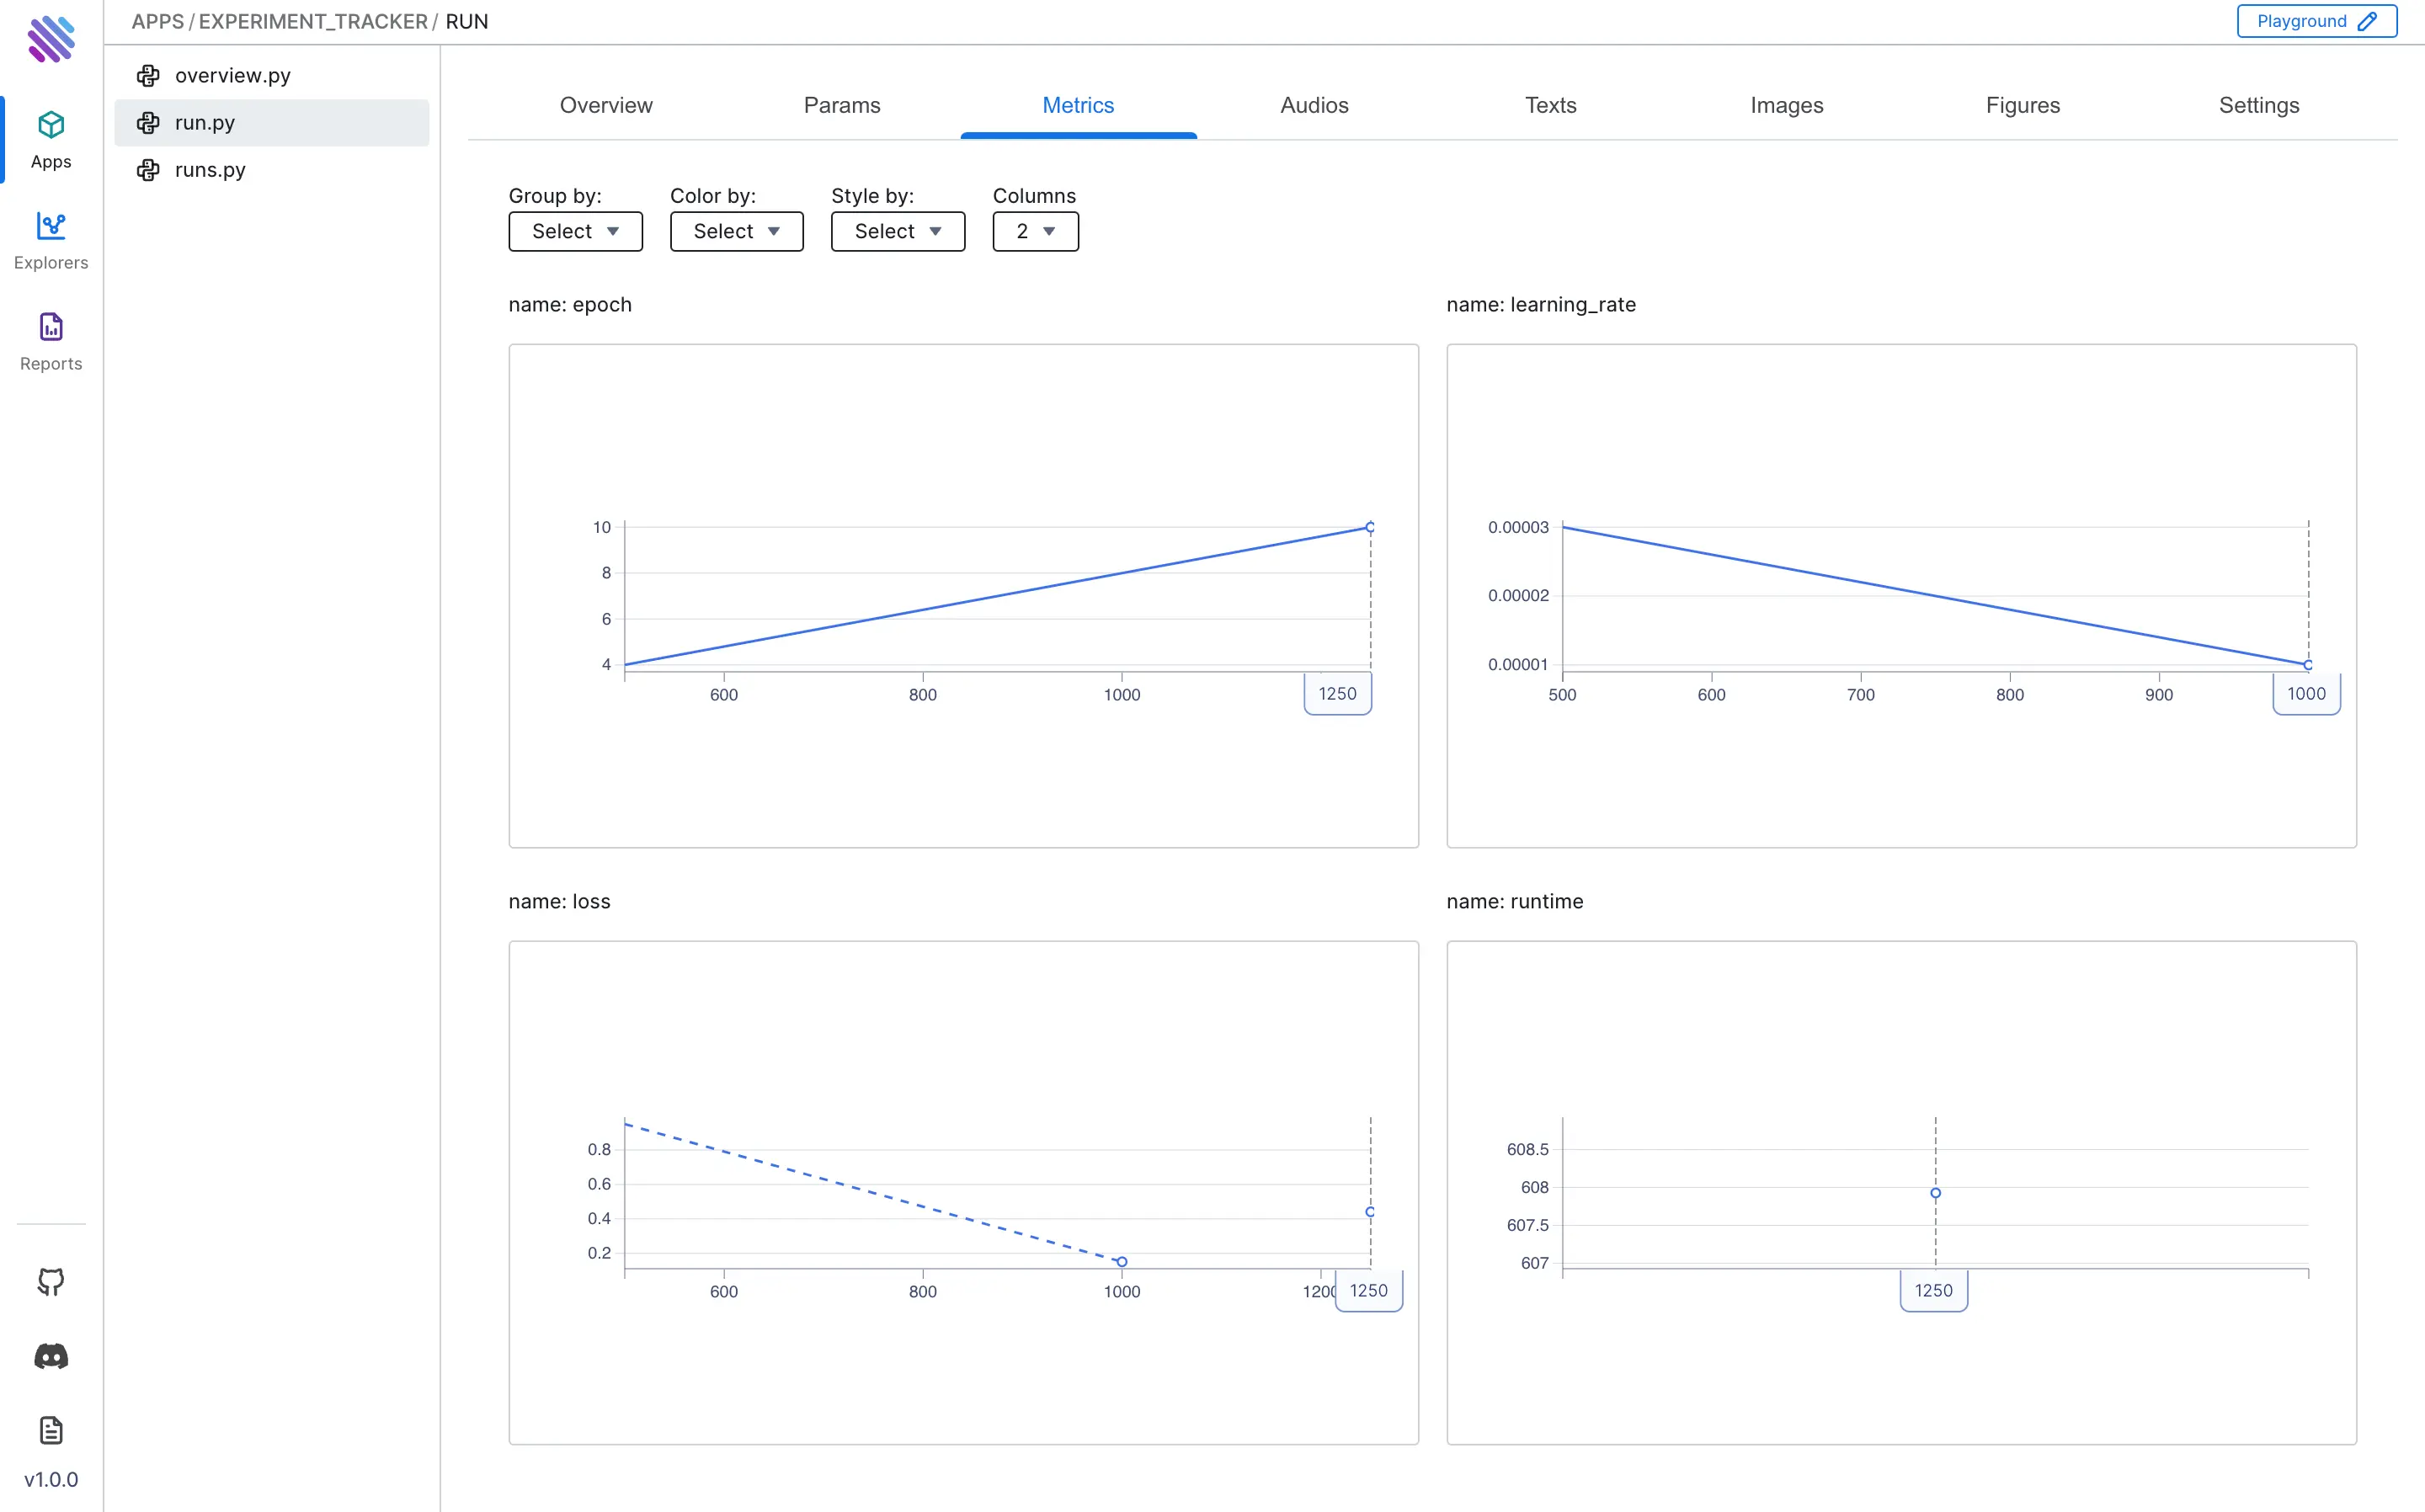 APPS / EXPERIMENT_TRACKER / RUN
Playground
Apps
Explorers
Reports
v1.0.0
overview.py
run.py
runs.py
Overview Params Metrics Audios Texts Images Figures Settings
Group by: Color by: Style by: Columns
Select Select Select 2
name: epoch
10
8
6
4
600 800 1000 1250
name: learning_rate
0.00003
0.00002
0.00001
500 600 700 800 900 1000
name: loss
0.8
0.6
0.4
0.2
600 800 1000 1200 1250
name: runtime
608.5
608
607.5
607
1250